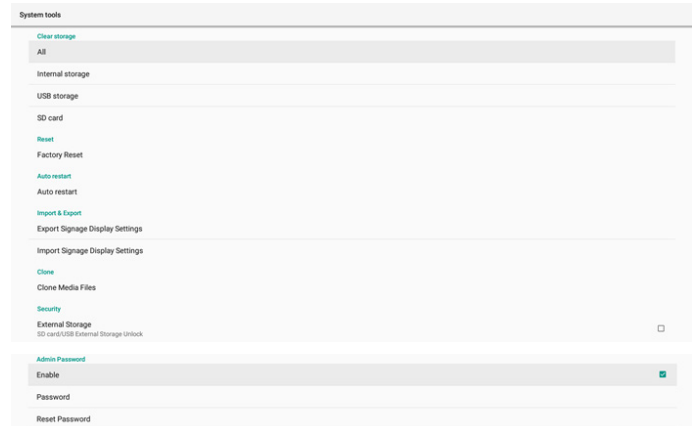 System tools
Clear storage
All
Internal storage
USB storage
SD card
Reset
Factory Reset
Auto restart
Auto restart
Import & Export
Export Signage Display Settings
Import Signage Display Settings
Clone
Clone Media Files
Security
External Storage
SD card/USB External Storage Unlock
Admin Password
Enable
Password
Reset Password